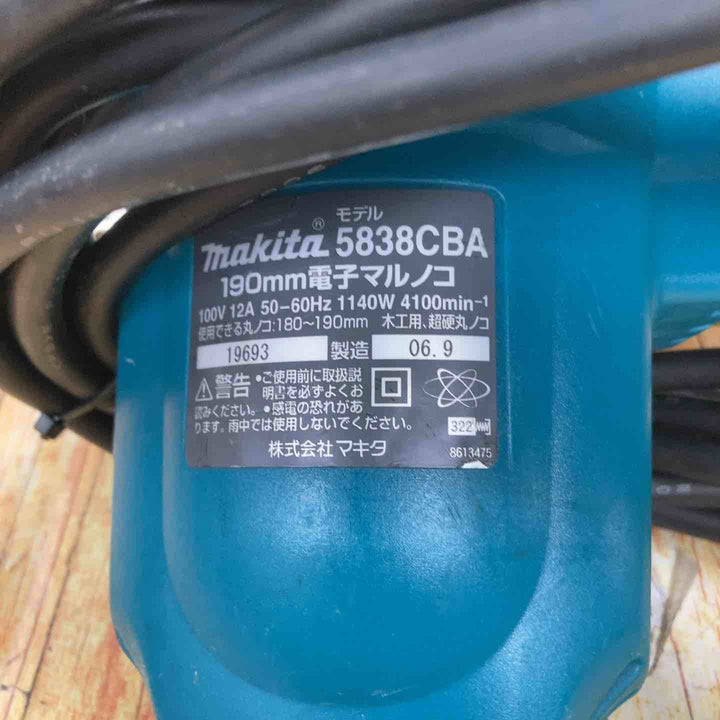 モデル
makita® 5838CBA
190mm電子マルノコ
100V 12A 50-60Hz 1140W 4100min⁻¹
使用できる丸ノコ:180~190mm 木工用、超硬丸ノコ
19693 製造 06.9
⚠警告 •ご使用前に取扱説
明書を必ずよくお
読みください。•感電の恐れがあ
ります。雨中では使用しないでください。
322
株式会社 マキタ
8613475